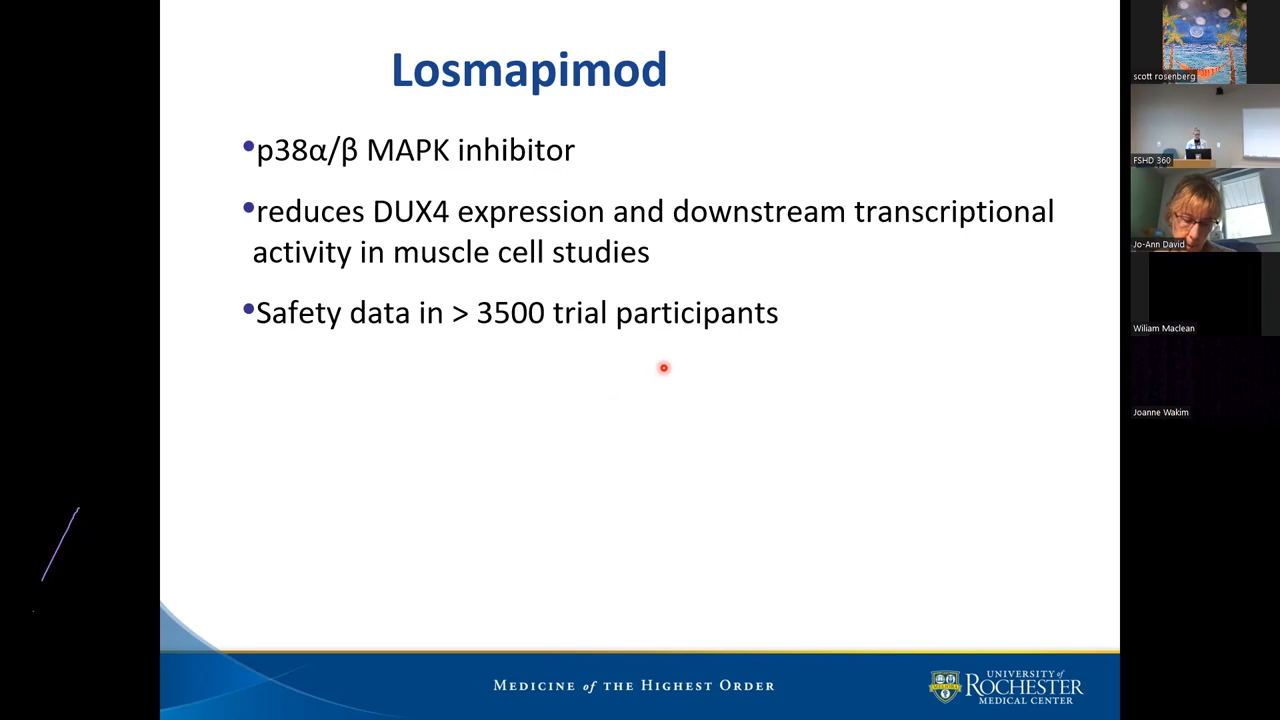 Losmapimod
•p38α/β MAPK inhibitor
•reduces DUX4 expression and downstream transcriptional
activity in muscle cell studies
•Safety data in > 3500 trial participants
MEDICINE of THE HIGHEST ORDER
UNIVERSITY of
ROCHESTER
MEDICAL CENTER
scott rosenberg
FSHD 360
Jo-Ann David
Wiliam Maclean
Joanne Wakim